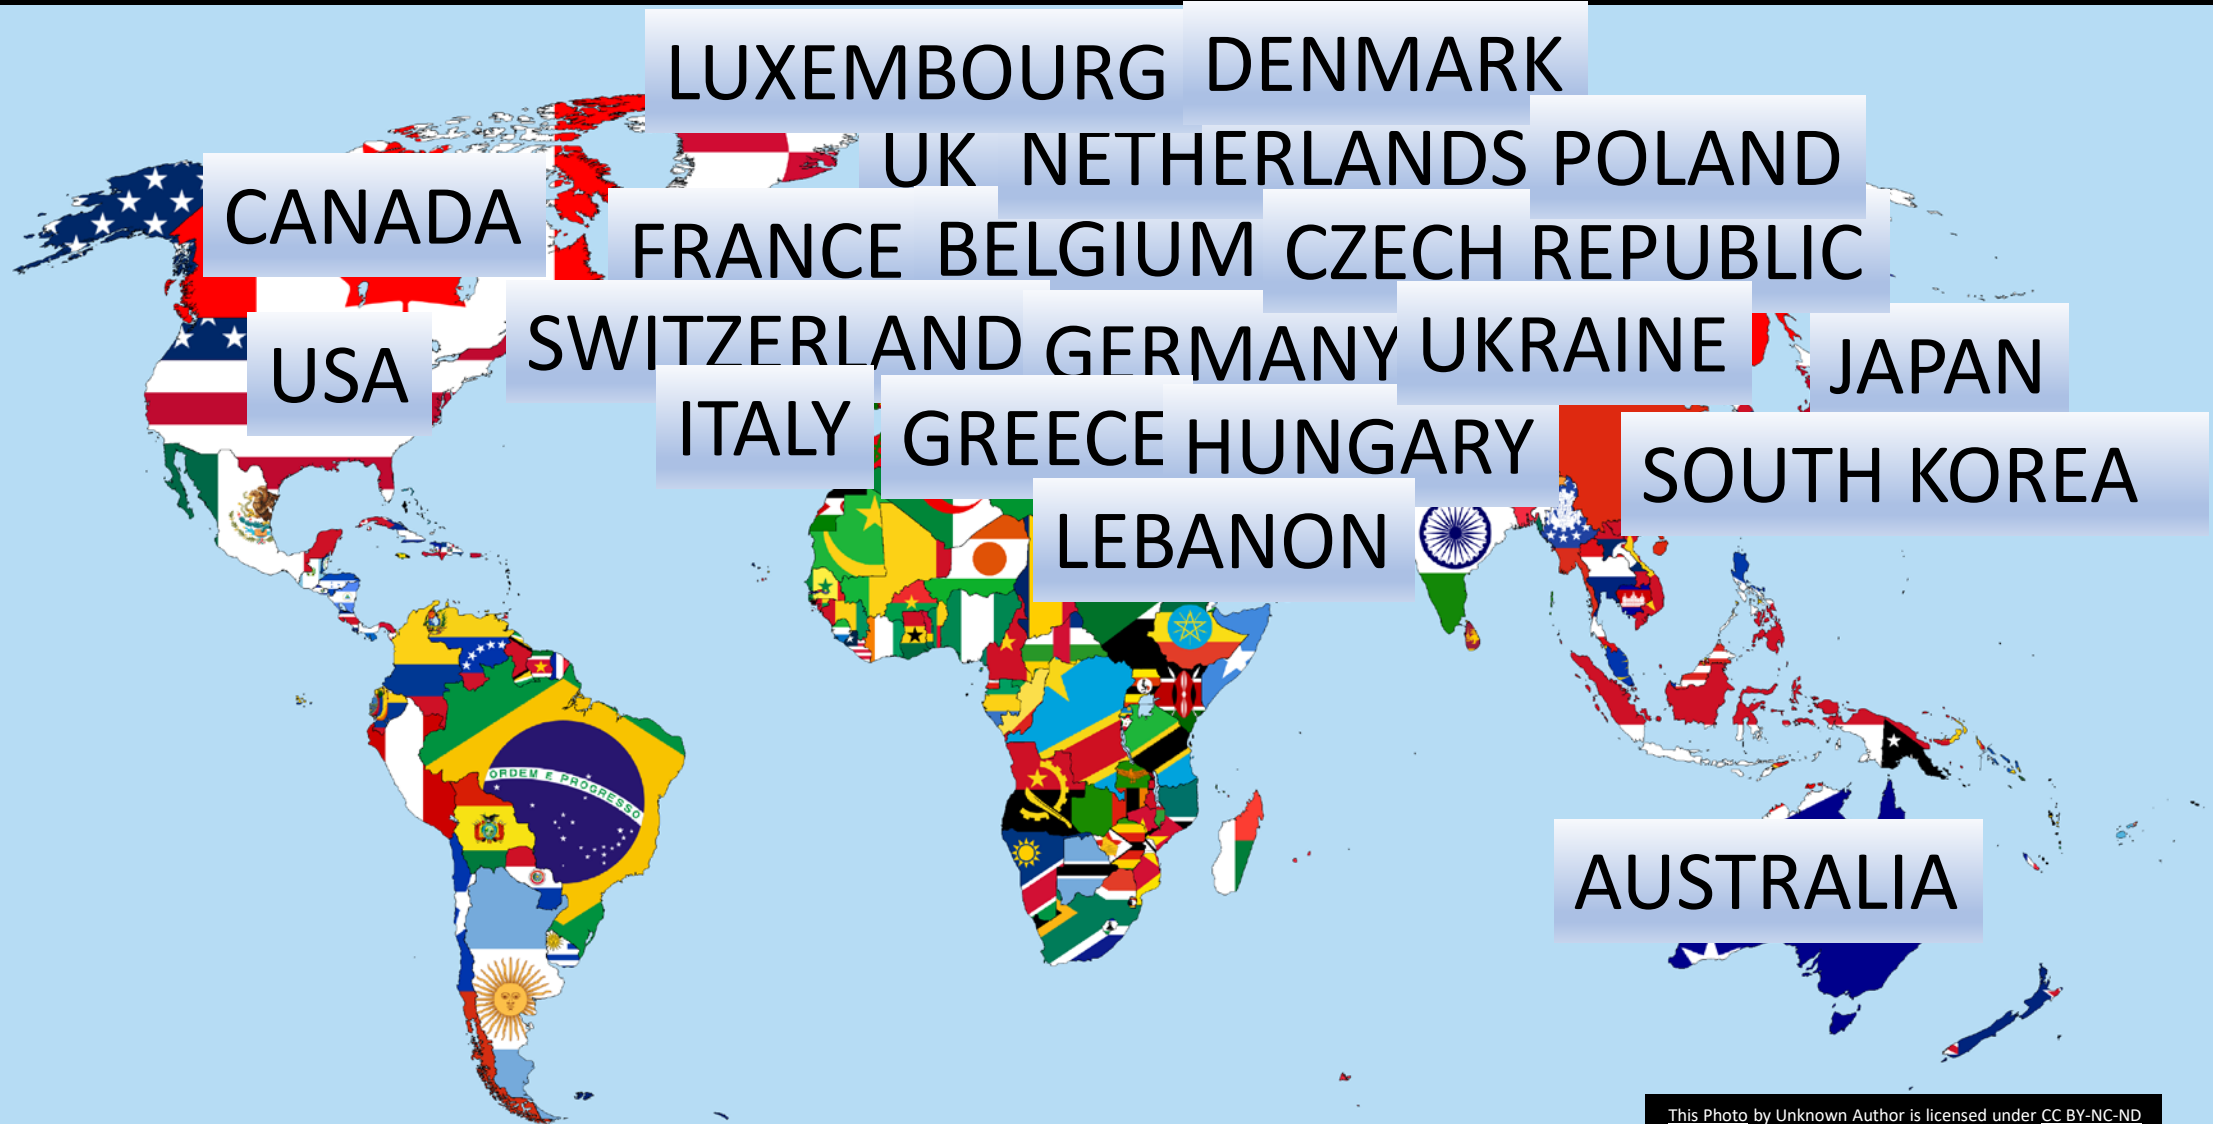 LUXEMBOURG
DENMARK
UK
NETHERLANDS
POLAND
CANADA
FRANCE
BELGIUM
CZECH REPUBLIC
SWITZERLAND
GERMANY
UKRAINE
JAPAN
USA
ITALY
GREECE
HUNGARY
SOUTH KOREA
LEBANON
ORDEM E PROGRESSO
AUSTRALIA
This Photo by Unknown Author is licensed under CC BY-NC-ND